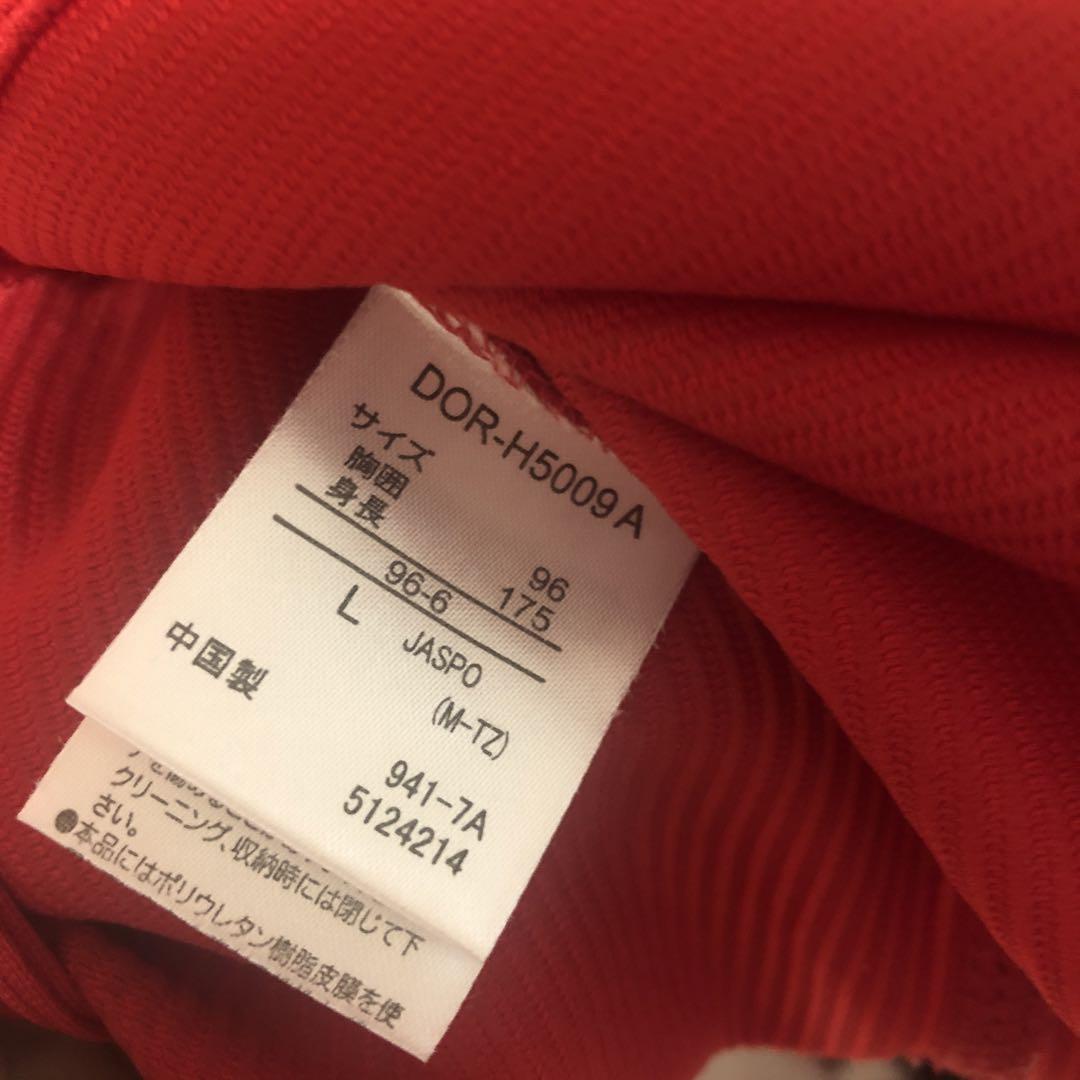 DOR-H5009A
サイズ
胸囲 96
身長 175
96-6
L JASPO
(M-TZ)
中国製
941-7A
5124214
クリーニング、収納時には閉じて下
さい。
●本品にはポリウレタン樹脂皮膜を使